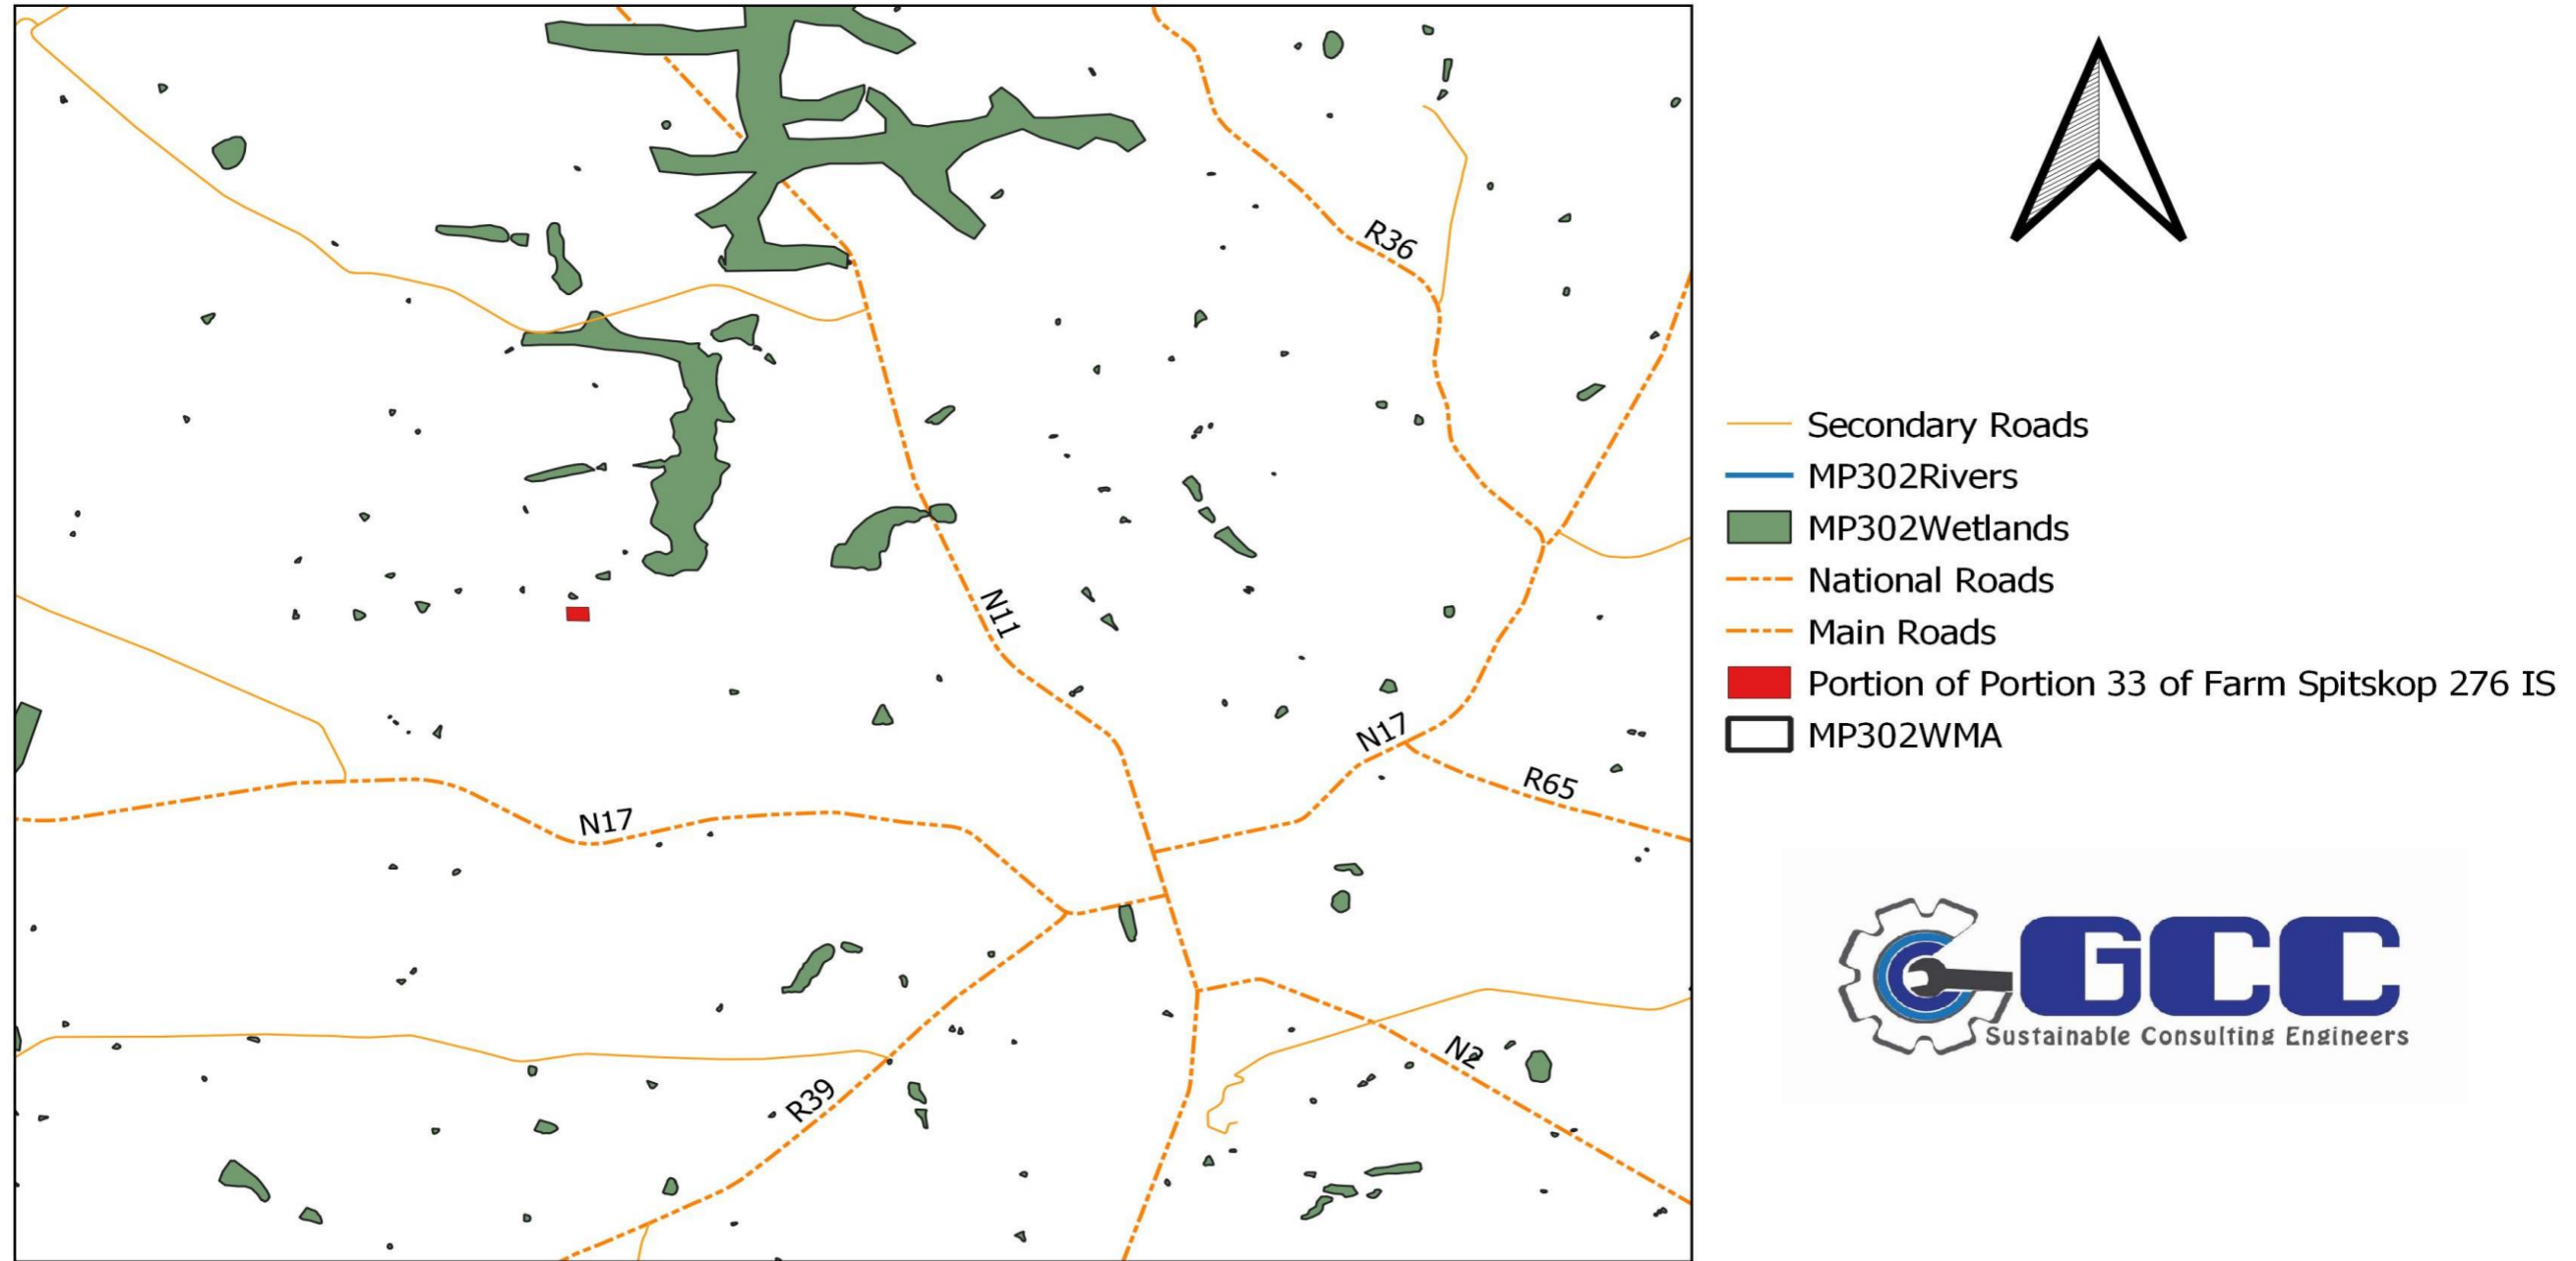 R36
N11
N17
R65
N17
R39
N2
Secondary Roads
MP302Rivers
MP302Wetlands
National Roads
Main Roads
Portion of Portion 33 of Farm Spitskop 276 IS
MP302WMA
GCC
Sustainable Consulting Engineers